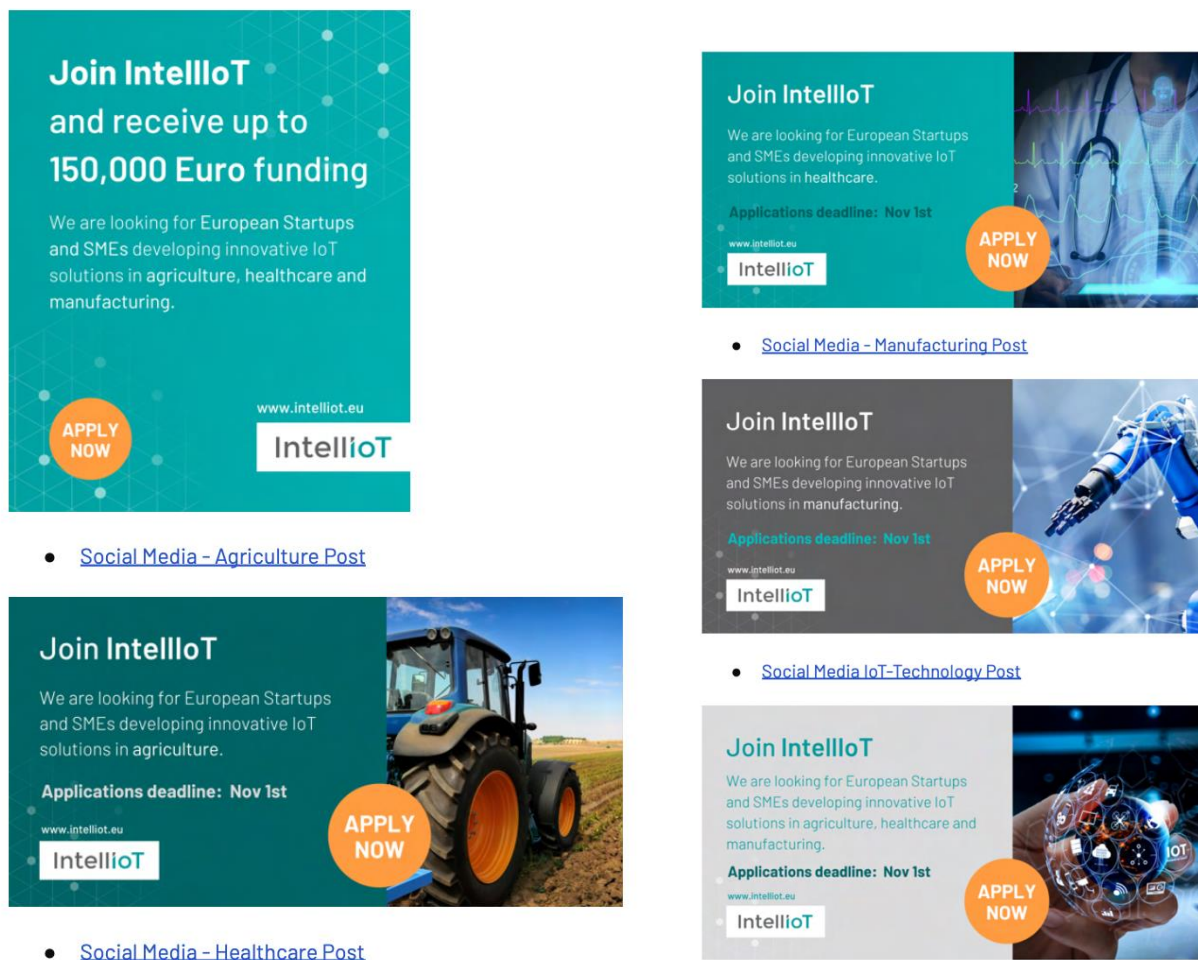 Join IntellIoT
and receive up to
150,000 Euro funding
We are looking for European Startups
and SMEs developing innovative IoT
solutions in agriculture, healthcare and
manufacturing.
APPLY
NOW
www.intelliot.eu
IntellioT
● Social Media - Agriculture Post
Join IntellIoT
We are looking for European Startups
and SMEs developing innovative IoT
solutions in agriculture.
Applications deadline: Nov 1st
www.intelliot.eu
IntellioT
APPLY
NOW
● Social Media - Healthcare Post
Join IntellIoT
We are looking for European Startups
and SMEs developing innovative IoT
solutions in healthcare.
Applications deadline: Nov 1st
www.intelliot.eu
IntellioT
APPLY
NOW
2
● Social Media - Manufacturing Post
Join IntellIoT
We are looking for European Startups
and SMEs developing innovative IoT
solutions in manufacturing.
Applications deadline: Nov 1st
www.intelliot.eu
IntellioT
APPLY
NOW
● Social Media IoT-Technology Post
Join IntellIoT
We are looking for European Startups
and SMEs developing innovative IoT
solutions in agriculture, healthcare and
manufacturing.
Applications deadline: Nov 1st
www.intelliot.eu
IntellioT
APPLY
NOW
IOT